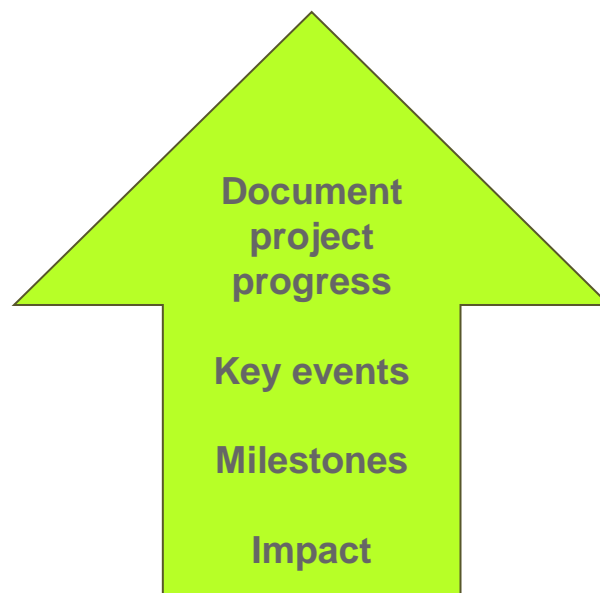 Document
project
progress
Key events
Milestones
Impact